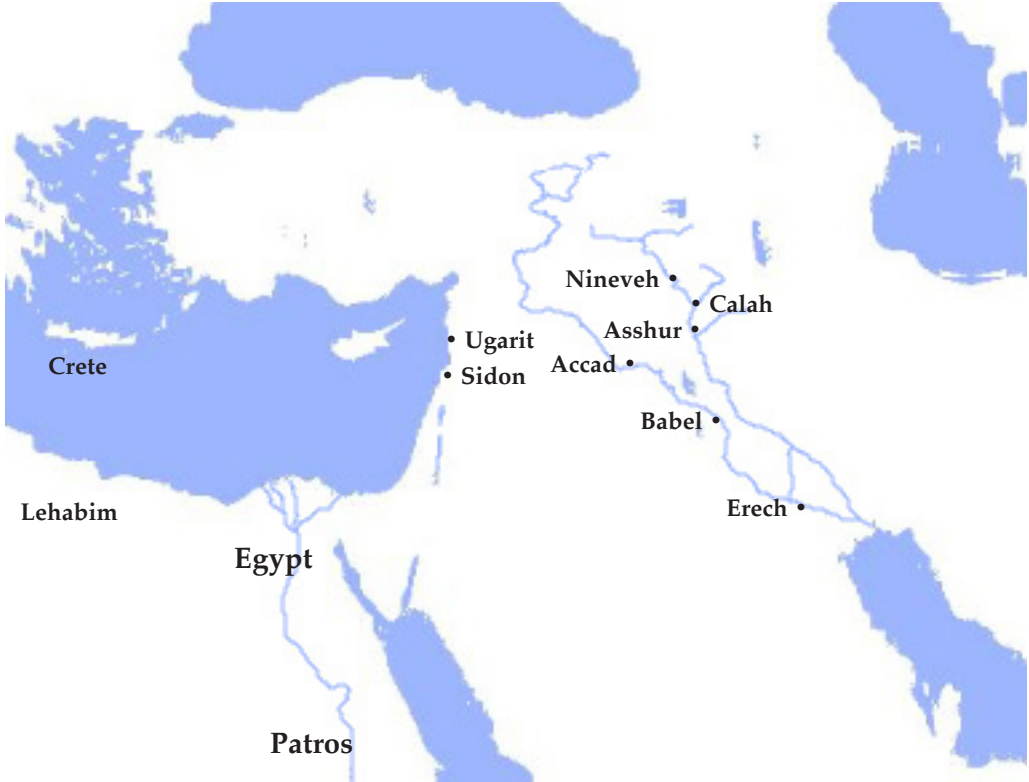 Nineveh
Calah
Asshur
Ugarit
Crete
Accad
Sidon
Babel
Erech
Lehabim
Egypt
Patros